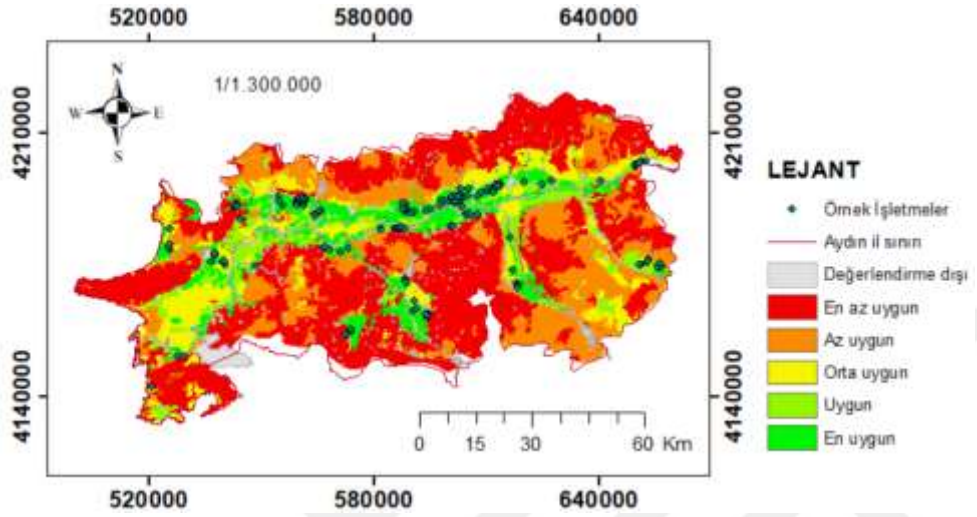 520000 580000 640000
N
W E
S
1/1.300.000
4210000 4210000
4140000 4140000
0 15 30 60 Km
520000 580000 640000
LEJANT
Örnek İşletmeler
Aydın il sınırı
Değerlendirme dışı
En az uygun
Az uygun
Orta uygun
Uygun
En uygun